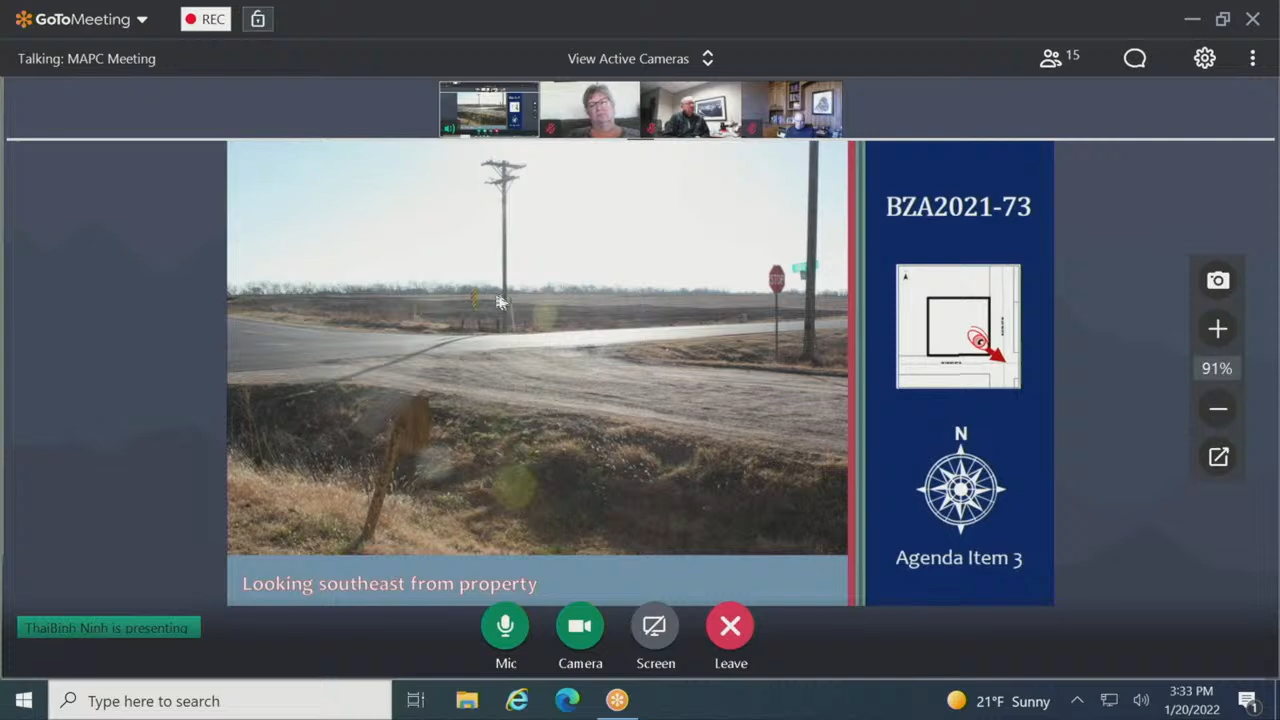 GoToMeeting
REC
Talking: MAPC Meeting
View Active Cameras
15
BZA2021-73
91%
N
Agenda Item 3
Looking southeast from property
ThaiBinh Ninh is presenting
Mic
Camera
Screen
Leave
Type here to search
21°F Sunny
3:33 PM
1/20/2022
1
STOP